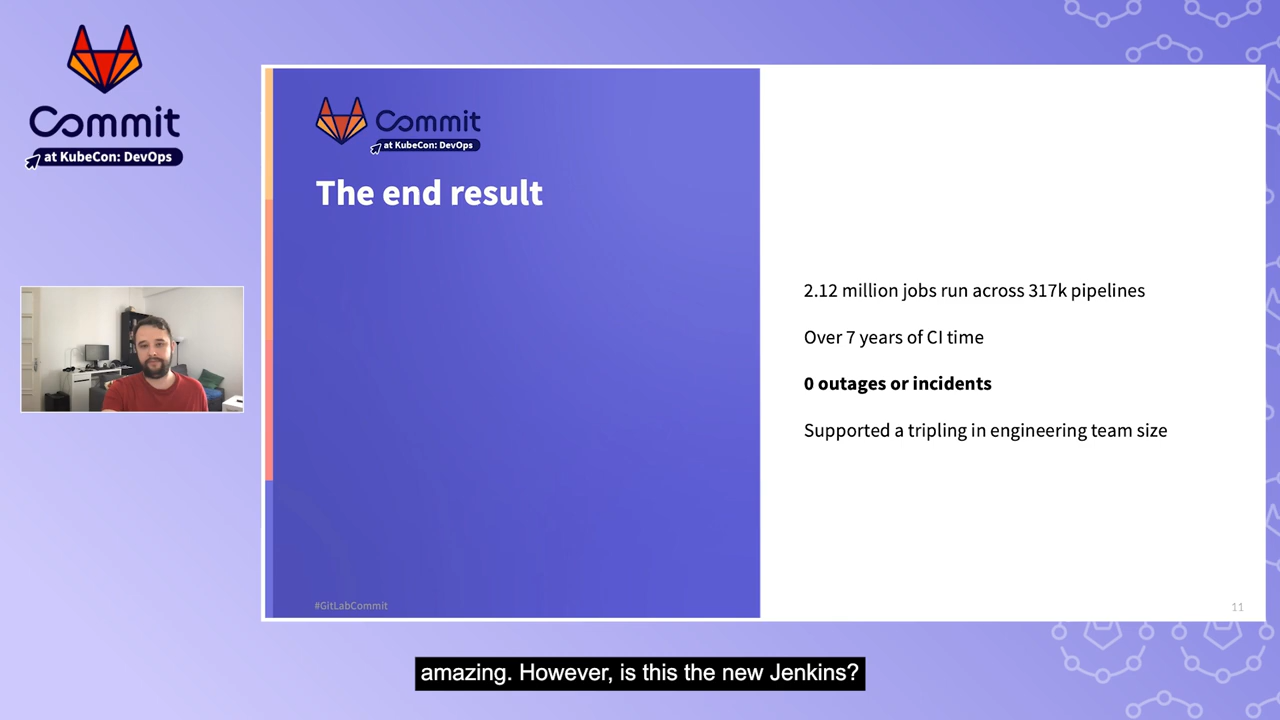 Commit
at KubeCon: DevOps
Commit
at KubeCon: DevOps
The end result
2.12 million jobs run across 317k pipelines
Over 7 years of CI time
0 outages or incidents
Supported a tripling in engineering team size
#GitLabCommit
11
amazing. However, is this the new Jenkins?